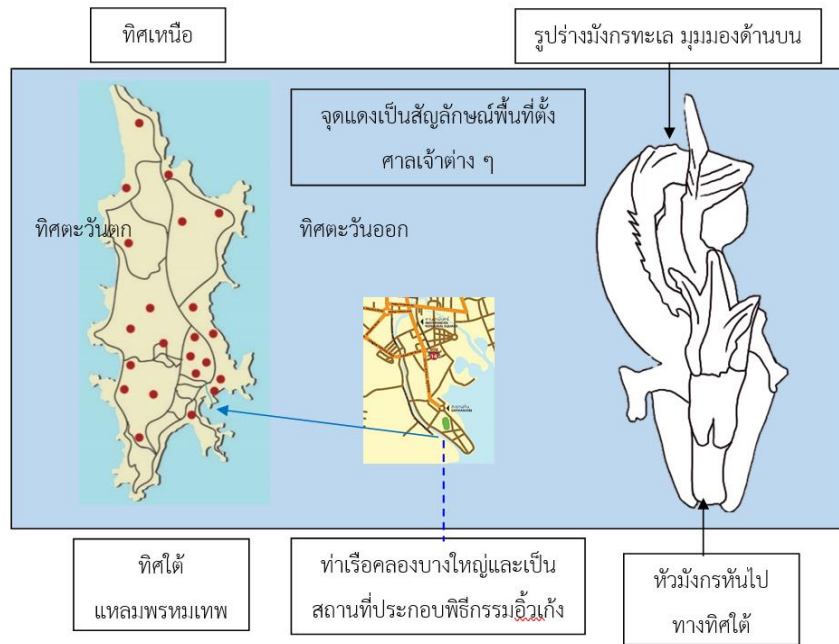 ทิศเหนือ
รูปร่างมังกรทะเล มุมมองด้านบน
จุดแดงเป็นสัญลักษณ์พื้นที่ตั้ง
ศาลเจ้าต่าง ๆ
ทิศตะวันตก
ทิศตะวันออก
ทิศใต้
แหลมพรหมเทพ
ท่าเรือคลองบางใหญ่และเป็น
สถานที่ประกอบพิธีกรรมอิ้วเก้ง
หัวมังกรหันไป
ทางทิศใต้